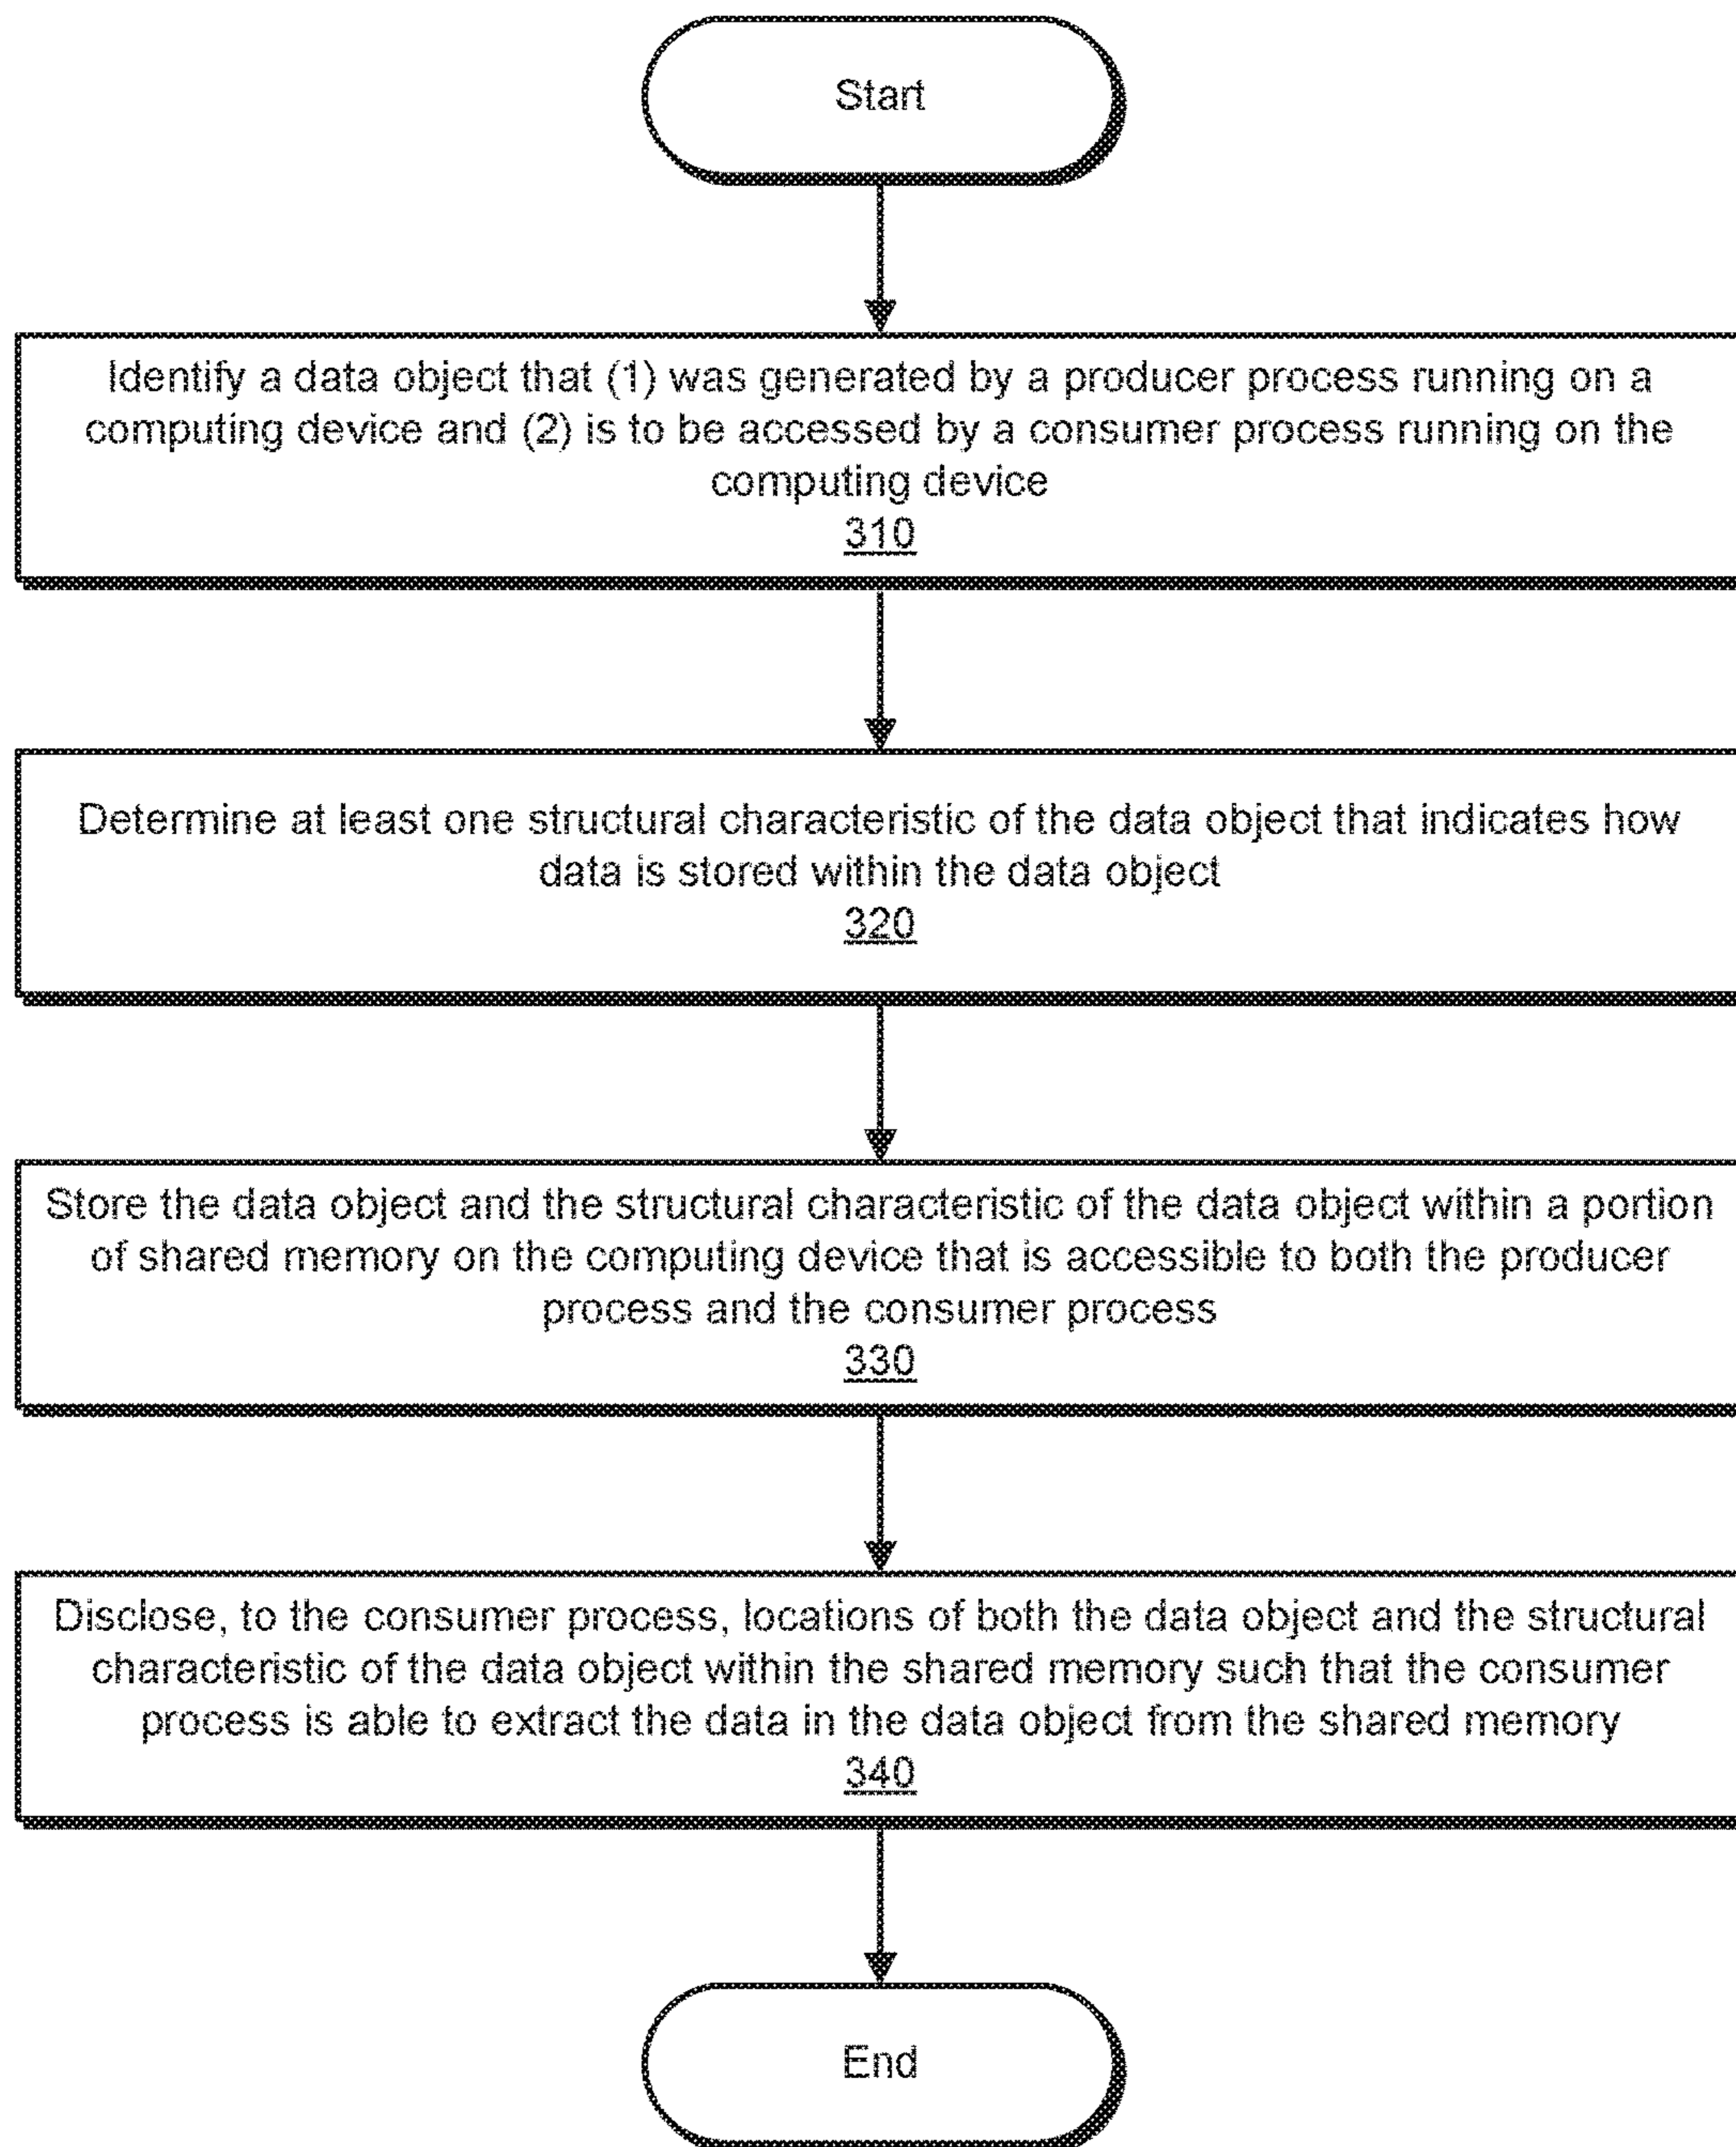 Start
Identify a data object that (1) was generated by a producer process running on a
computing device and (2) is to be accessed by a consumer process running on the
computing device
310
Determine at least one structural characteristic of the data object that indicates how
data is stored within the data object
320
Store the data object and the structural characteristic of the data object within a portion
of shared memory on the computing device that is accessible to both the producer
process and the consumer process
330
Disclose, to the consumer process, locations of both the data object and the structural
characteristic of the data object within the shared memory such that the consumer
process is able to extract the data in the data object from the shared memory
340
End